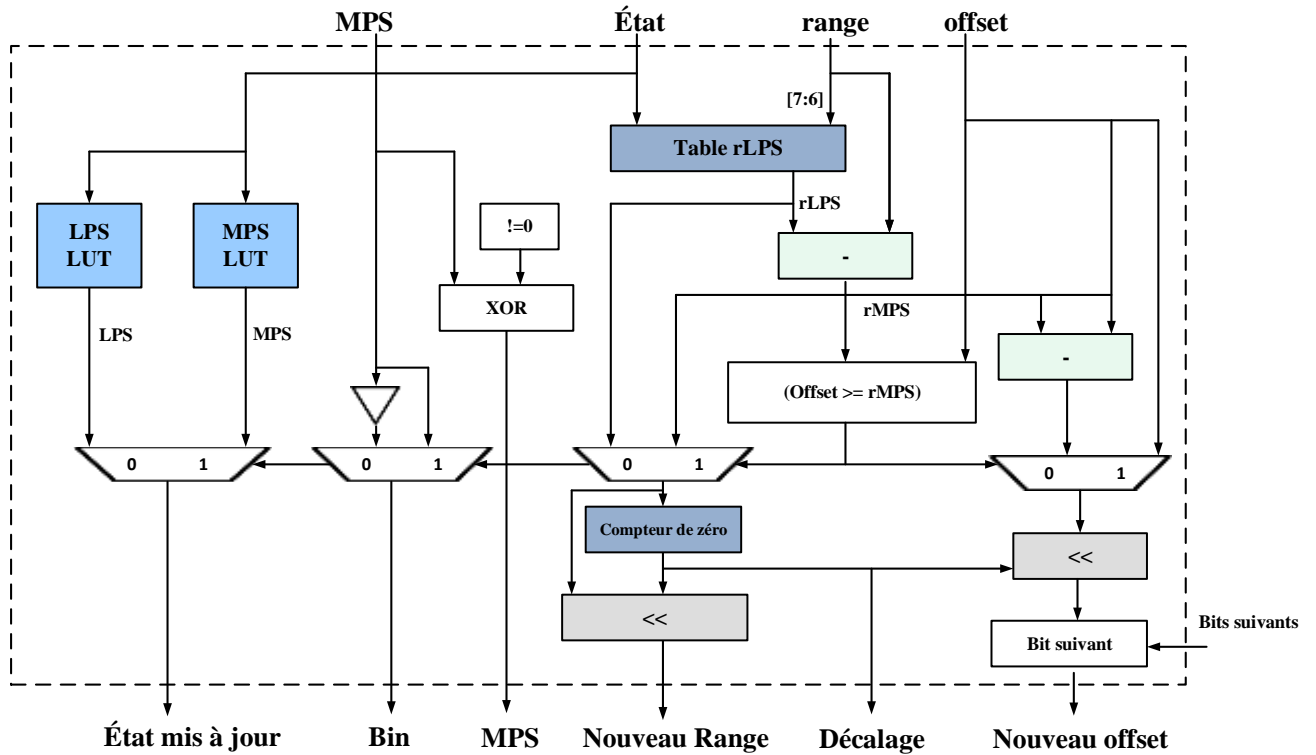 MPS État range offset
[7:6]
Table rLPS
rLPS
LPS
LUT
MPS
LUT
!=0
-
XOR
rMPS
LPS
MPS
-
(Offset >= rMPS)
0 1
0 1
0 1
0 1
Compteur de zéro
<<
<<
Bits suivants
Bit suivant
État mis à jour Bin MPS Nouveau Range Décalage Nouveau offset